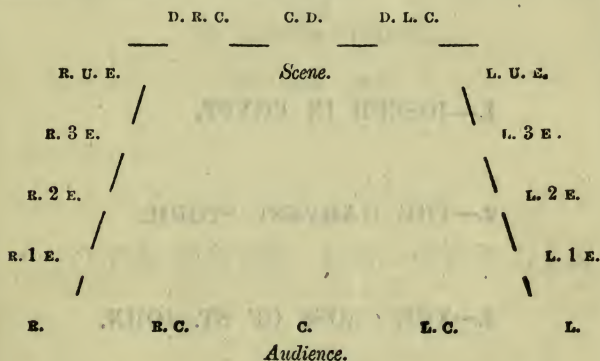 D. R. C. C. D. D. L. C.
R. U. E. Scene. L. U. E.
R. 3 E. L. 3 E.
R. 2 E. L. 2 E.
R. 1 E. L. 1 E.
R. R. C. C. L. C. L.
Audience.